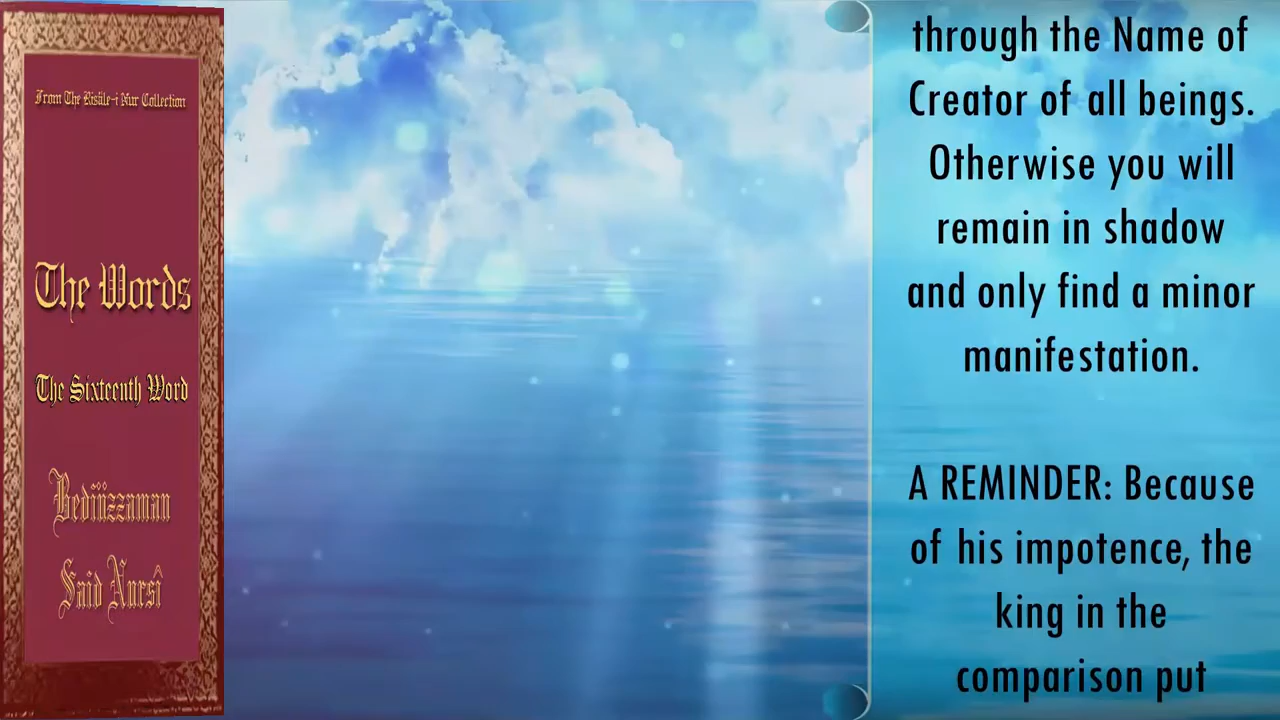 From The Risâle-i Nur Collection
The Words
The Sixteenth Word
Bediüzzaman
Said Nursî
through the Name of
Creator of all beings.
Otherwise you will
remain in shadow
and only find a minor
manifestation.
A REMINDER: Because
of his impotence, the
king in the
comparison put